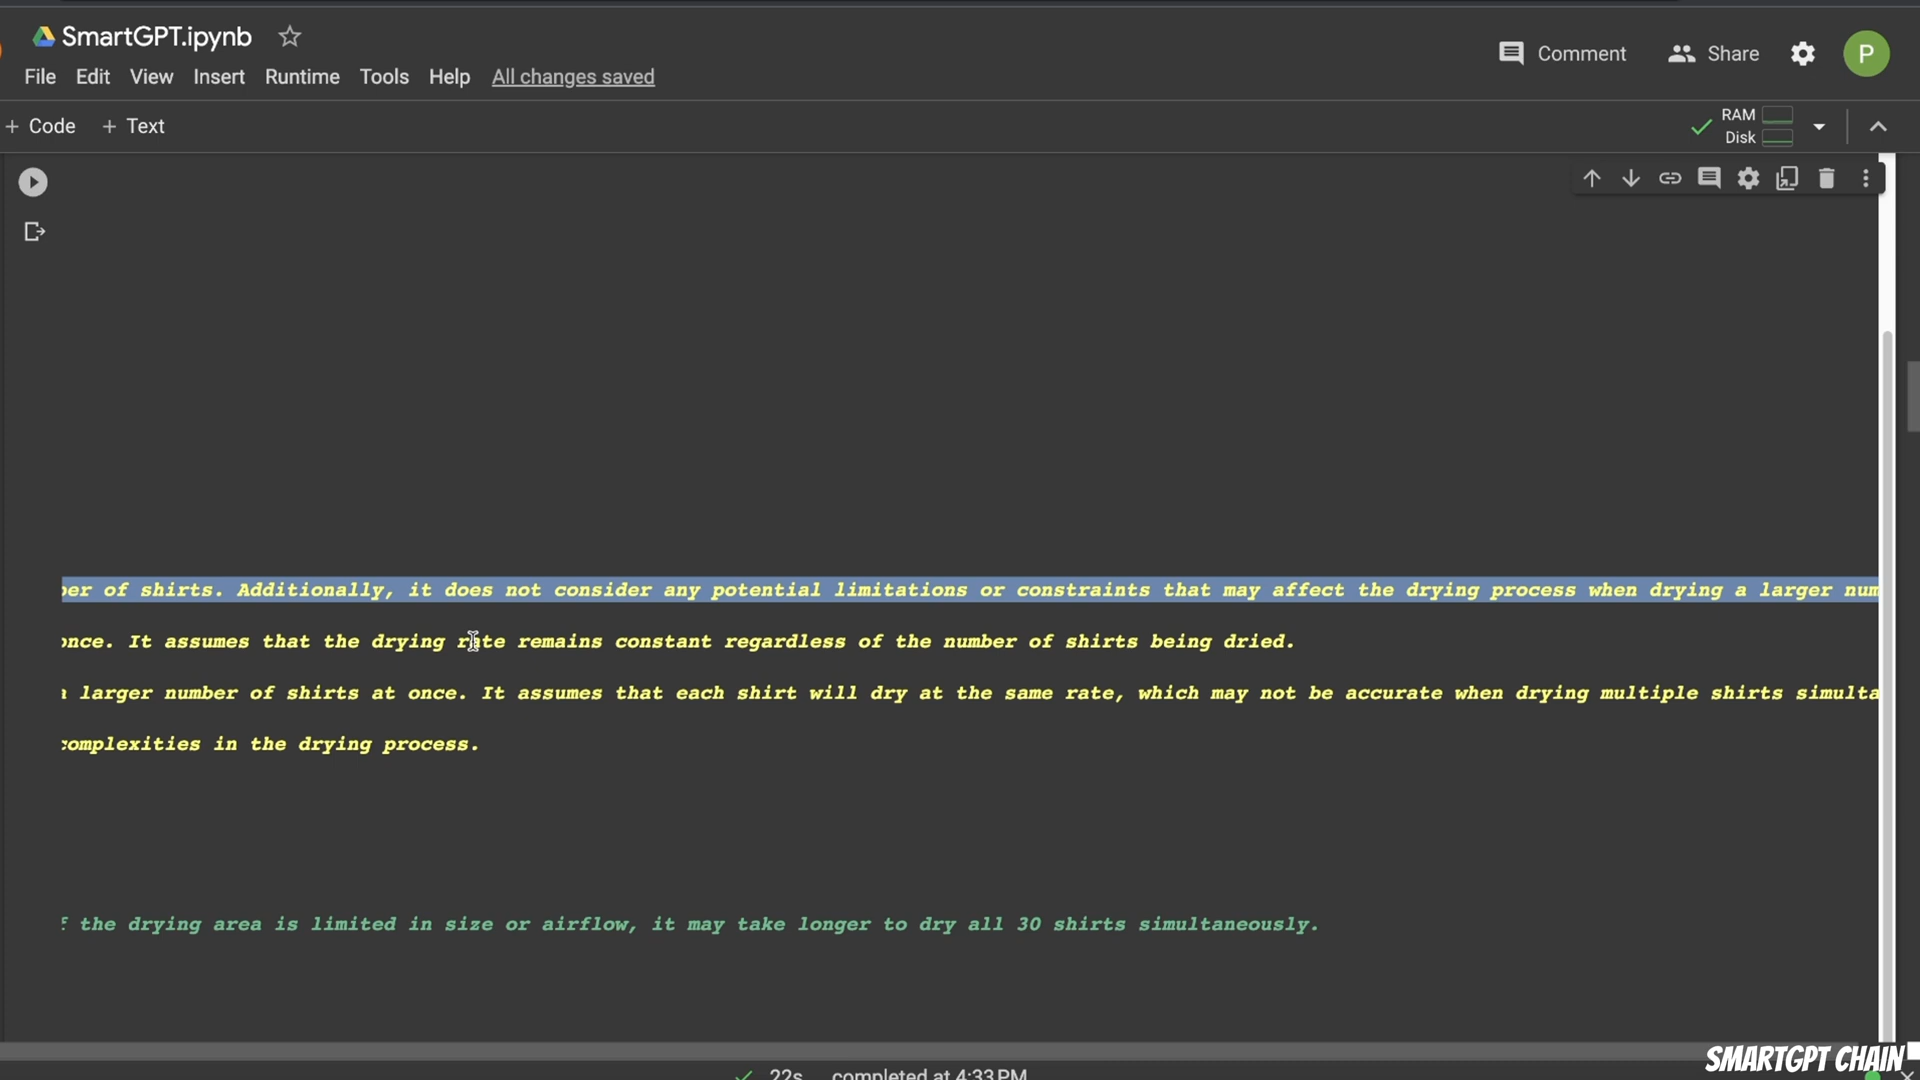 SmartGPT.ipynb
Comment
Share
P
File Edit View Insert Runtime Tools Help All changes saved
+ Code + Text
RAM
Disk
of shirts. Additionally, it does not consider any potential limitations or constraints that may affect the drying process when drying a larger num
once. It assumes that the drying rate remains constant regardless of the number of shirts being dried.
larger number of shirts at once. It assumes that each shirt will dry at the same rate, which may not be accurate when drying multiple shirts simulta
complexities in the drying process.
the drying area is limited in size or airflow, it may take longer to dry all 30 shirts simultaneously.
22s completed at 4:33 PM
SMARTGPT CHAIN